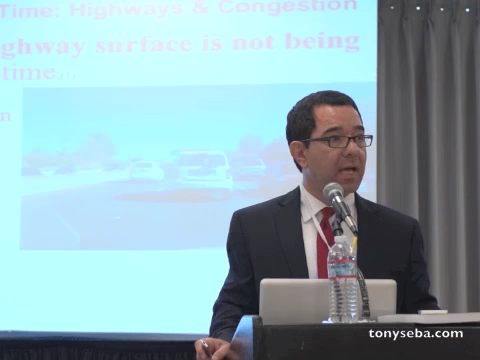 Time: Highways & Congestion
ghway surface is not being
time...
n
tonyseba.com